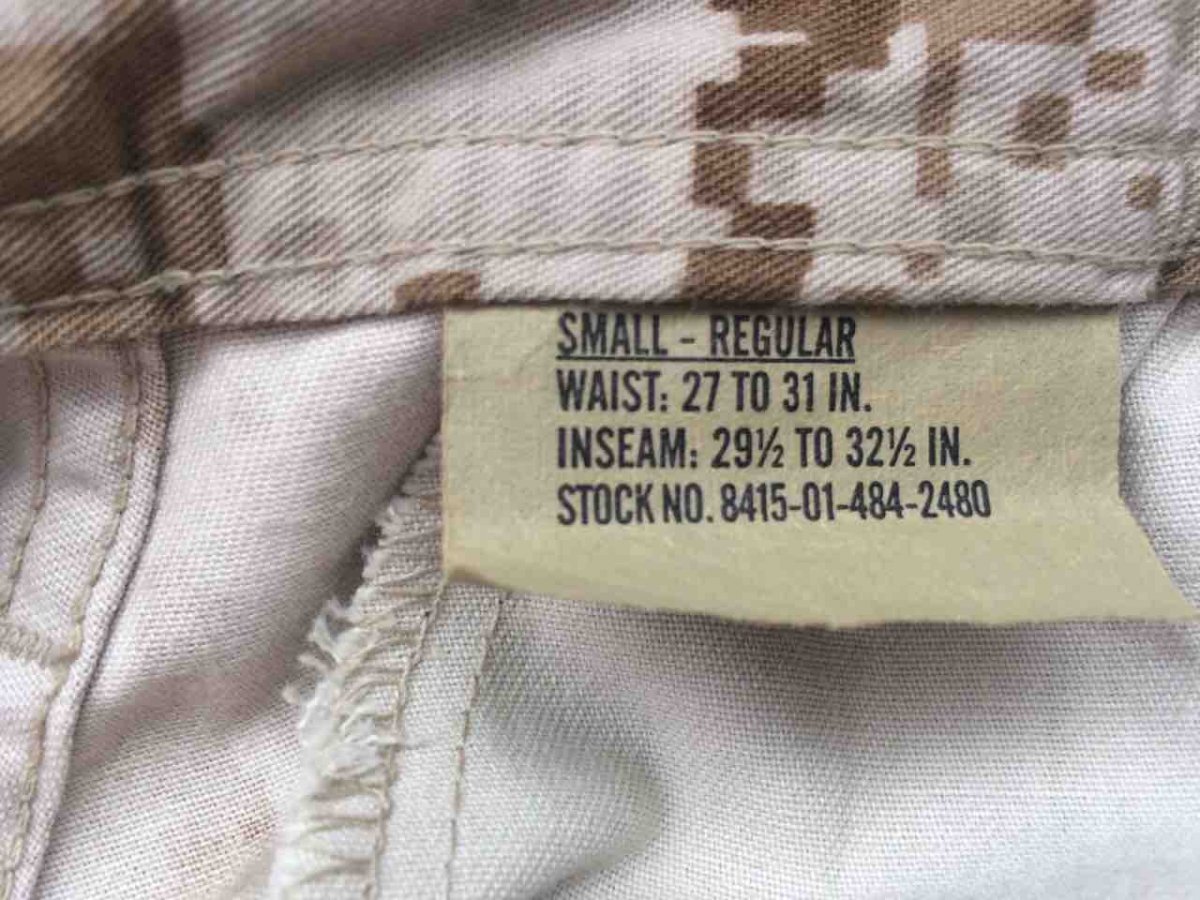 SMALL - REGULAR
WAIST: 27 TO 31 IN.
INSEAM: 29½ TO 32½ IN.
STOCK NO. 8415-01-484-2480